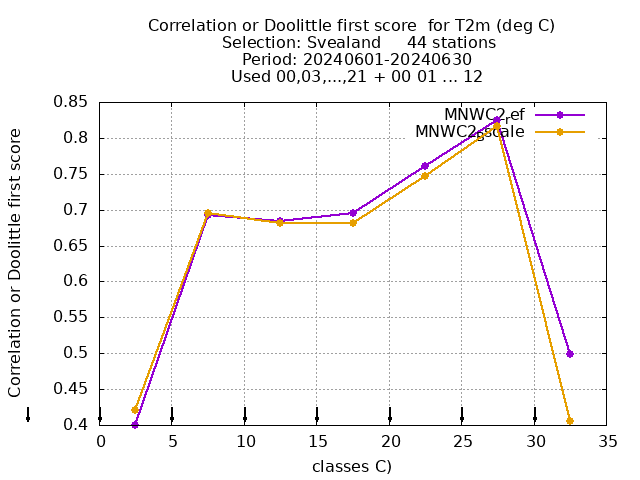 Correlation or Doolittle first score  for T2m (deg C)
Selection: Svealand     44 stations
Period: 20240601-20240630
Used 00,03,...,21 + 00 01 ... 12
Correlation or Doolittle first score
0.85
0.8
0.75
0.7
0.65
0.6
0.55
0.5
0.45
0.4
MNWC2ref
MNWC2sscale
0 5 10 15 20 25 30 35
classes C)